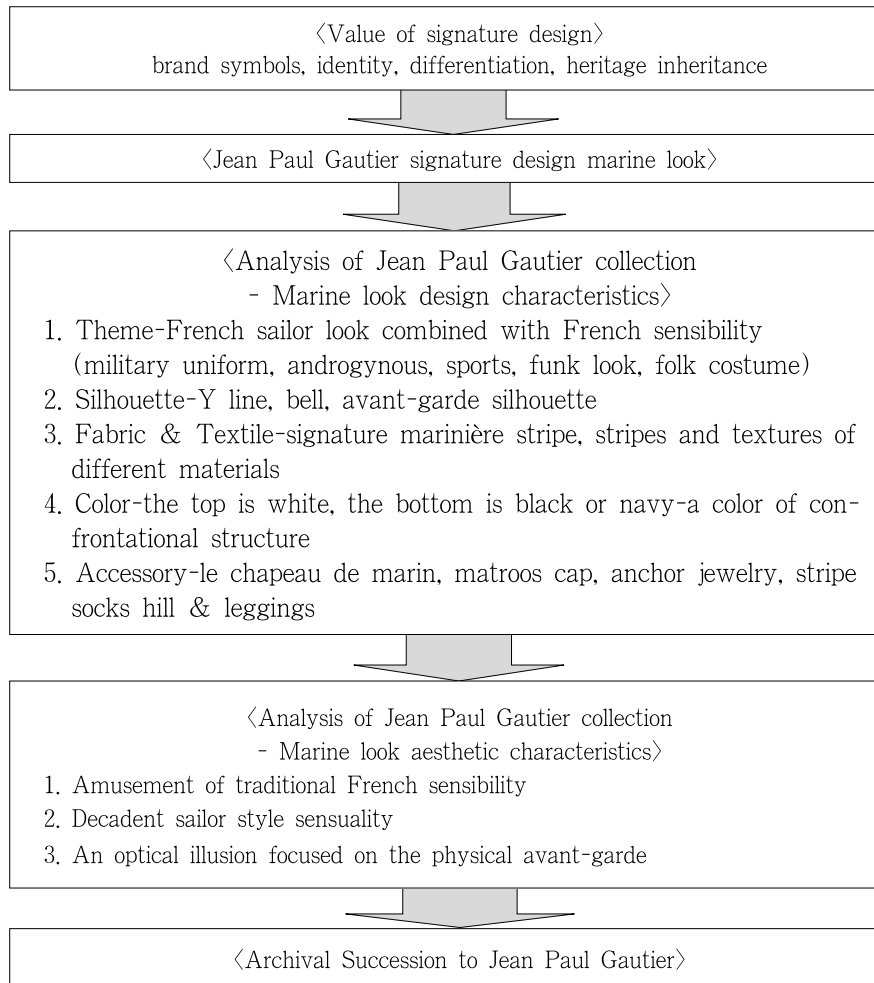 〈Value of signature design〉
brand symbols, identity, differentiation, heritage inheritance
〈Jean Paul Gautier signature design marine look〉
〈Analysis of Jean Paul Gautier collection
- Marine look design characteristics〉
1. Theme-French sailor look combined with French sensibility
(military uniform, androgynous, sports, funk look, folk costume)
2. Silhouette-Y line, bell, avant-garde silhouette
3. Fabric & Textile-signature marinière stripe, stripes and textures of
different materials
4. Color-the top is white, the bottom is black or navy-a color of con-
frontational structure
5. Accessory-le chapeau de marin, matroos cap, anchor jewelry, stripe
socks hill & leggings
〈Analysis of Jean Paul Gautier collection
- Marine look aesthetic characteristics〉
1. Amusement of traditional French sensibility
2. Decadent sailor style sensuality
3. An optical illusion focused on the physical avant-garde
〈Archival Succession to Jean Paul Gautier〉